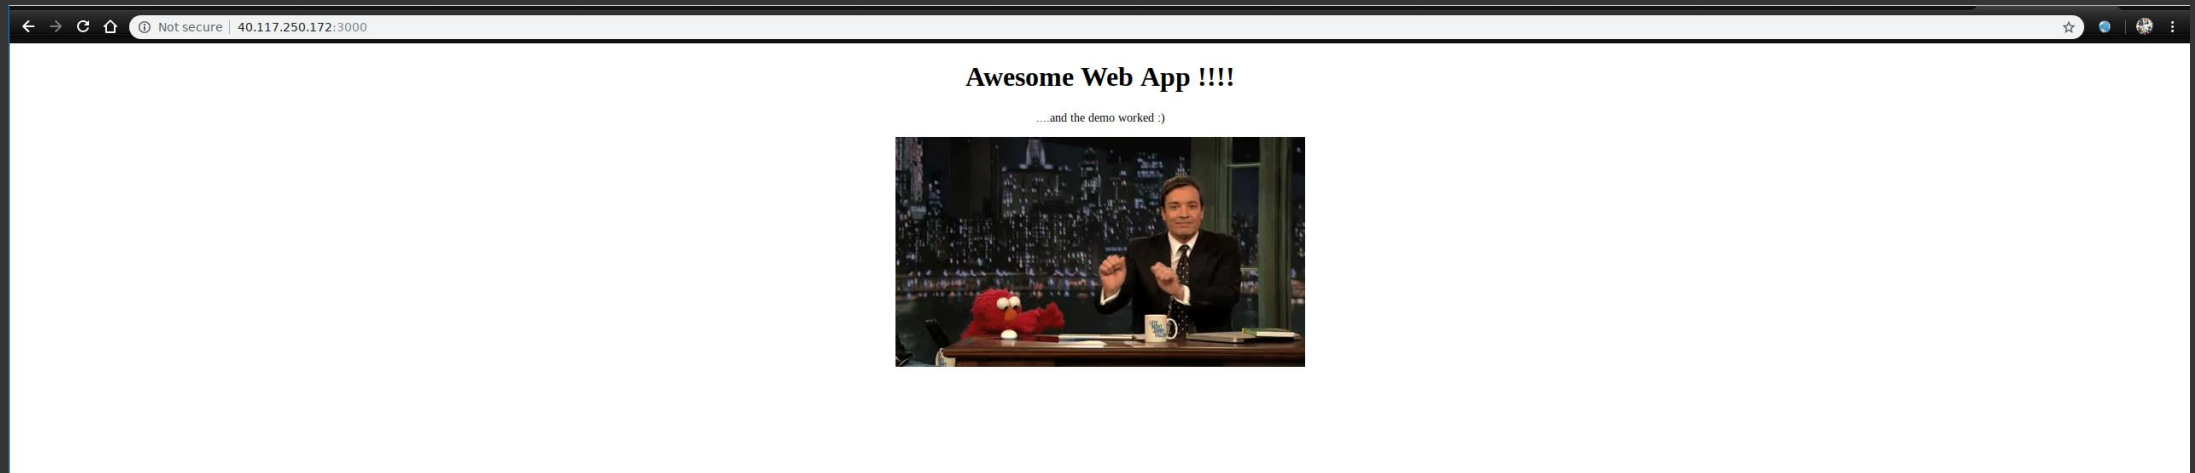 Not secure 40.117.250.172:3000
Awesome Web App !!!!
....and the demo worked :)